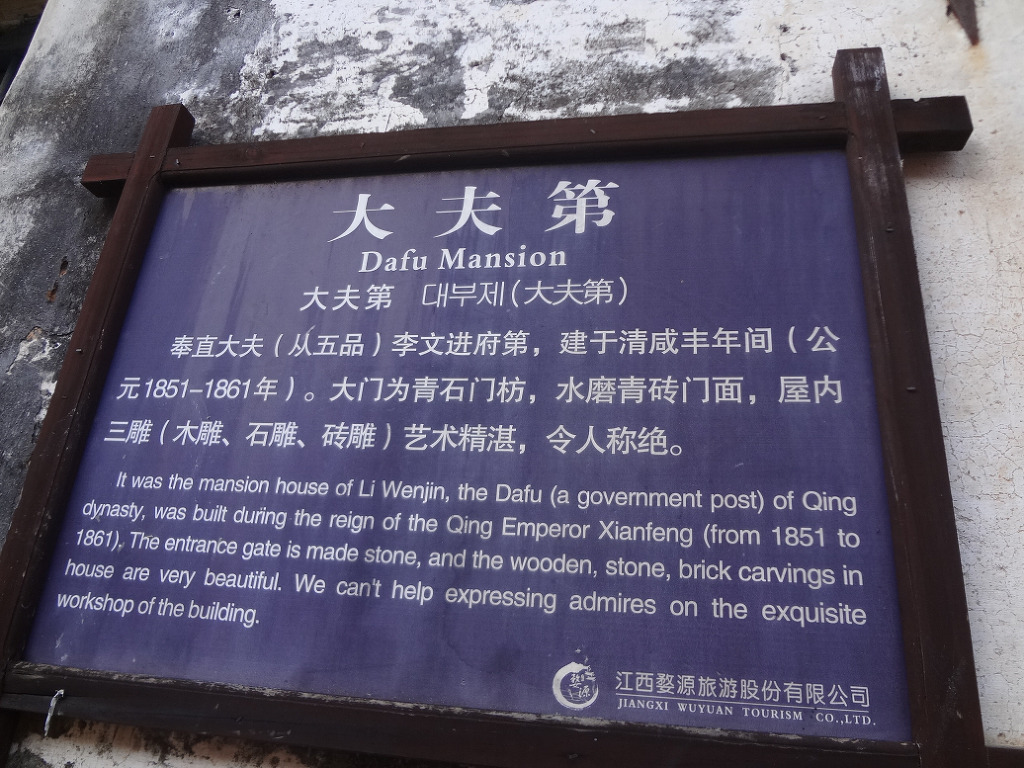 大夫第
Dafu Mansion
大夫第 대부제(大夫第)
奉直大夫（从五品）李文进府第，建于清咸丰年间（公
元1851-1861年）。大门为青石门枋，水磨青砖门面，屋内
三雕（木雕、石雕、砖雕）艺术精湛，令人称绝。
It was the mansion house of Li Wenjin, the Dafu (a government post) of Qing
dynasty, was built during the reign of the Qing Emperor Xianfeng (from 1851 to
1861). The entrance gate is made stone, and the wooden, stone, brick carvings in
house are very beautiful. We can't help expressing admires on the exquisite
workshop of the building.
江西婺源旅游股份有限公司
JIANGXI WUYUAN TOURISM CO.,LTD.